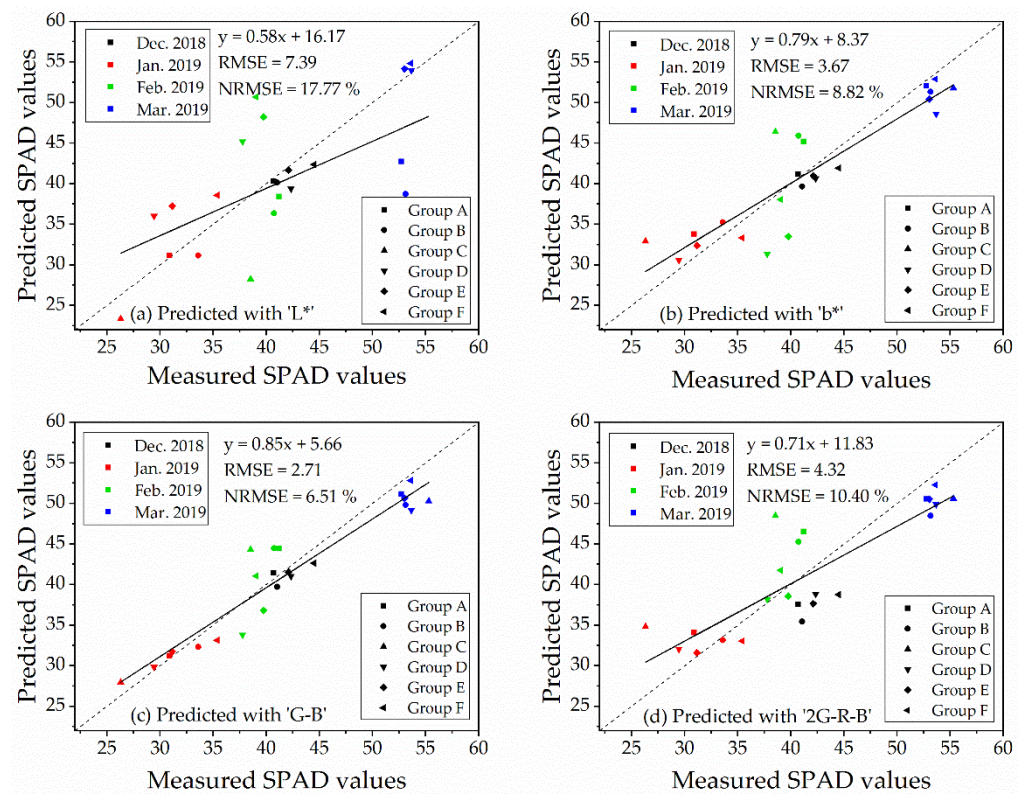 60
55
50
45
40
35
30
25
Predicted SPAD values
Dec. 2018
Jan. 2019
Feb. 2019
Mar. 2019
y = 0.58x + 16.17
RMSE = 7.39
NRMSE = 17.77 %
Group A
Group B
Group C
Group D
Group E
Group F
(a) Predicted with 'L*'
25 30 35 40 45 50 55 60
Measured SPAD values
60
55
50
45
40
35
30
25
Predicted SPAD values
Dec. 2018
Jan. 2019
Feb. 2019
Mar. 2019
y = 0.79x + 8.37
RMSE = 3.67
NRMSE = 8.82 %
Group A
Group B
Group C
Group D
Group E
Group F
(b) Predicted with 'b*'
25 30 35 40 45 50 55 60
Measured SPAD values
60
55
50
45
40
35
30
25
Predicted SPAD values
Dec. 2018
Jan. 2019
Feb. 2019
Mar. 2019
y = 0.85x + 5.66
RMSE = 2.71
NRMSE = 6.51 %
Group A
Group B
Group C
Group D
Group E
Group F
(c) Predicted with 'G-B'
25 30 35 40 45 50 55 60
Measured SPAD values
60
55
50
45
40
35
30
25
Predicted SPAD values
Dec. 2018
Jan. 2019
Feb. 2019
Mar. 2019
y = 0.71x + 11.83
RMSE = 4.32
NRMSE = 10.40 %
Group A
Group B
Group C
Group D
Group E
Group F
(d) Predicted with '2G-R-B'
25 30 35 40 45 50 55 60
Measured SPAD values